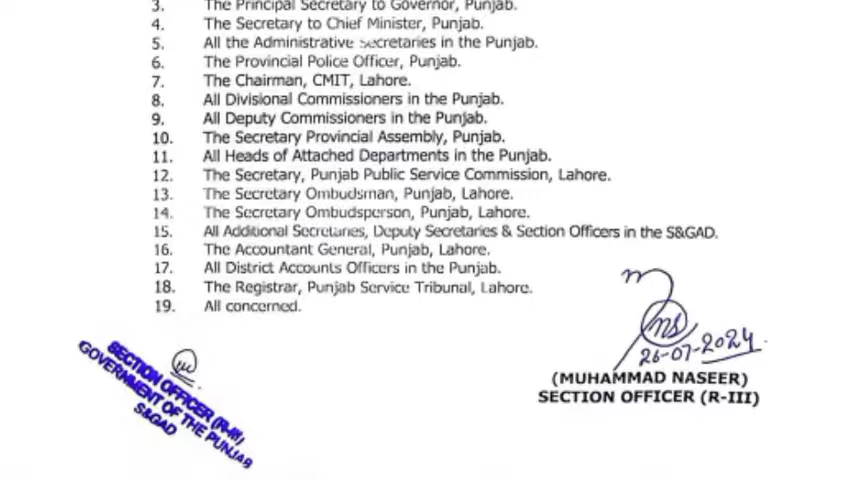 3. The Principal Secretary to Governor, Punjab.
4. The Secretary to Chief Minister, Punjab.
5. All the Administrative Secretaries in the Punjab.
6. The Provincial Police Officer, Punjab.
7. The Chairman, CMIT, Lahore.
8. All Divisional Commissioners in the Punjab.
9. All Deputy Commissioners in the Punjab.
10. The Secretary Provincial Assembly, Punjab.
11. All Heads of Attached Departments in the Punjab.
12. The Secretary, Punjab Public Service Commission, Lahore.
13. The Secretary Ombudsman, Punjab, Lahore.
14. The Secretary Ombudsperson, Punjab, Lahore.
15. All Additional Secretaries, Deputy Secretaries & Section Officers in the S&GAD.
16. The Accountant General, Punjab, Lahore.
17. All District Accounts Officers in the Punjab.
18. The Registrar, Punjab Service Tribunal, Lahore.
19. All concerned.
26-07-2024
(MUHAMMAD NASEER)
SECTION OFFICER (R-III)
SECTION OFFICER (R-III)
GOVERNMENT OF THE PUNJAB
S&GAD